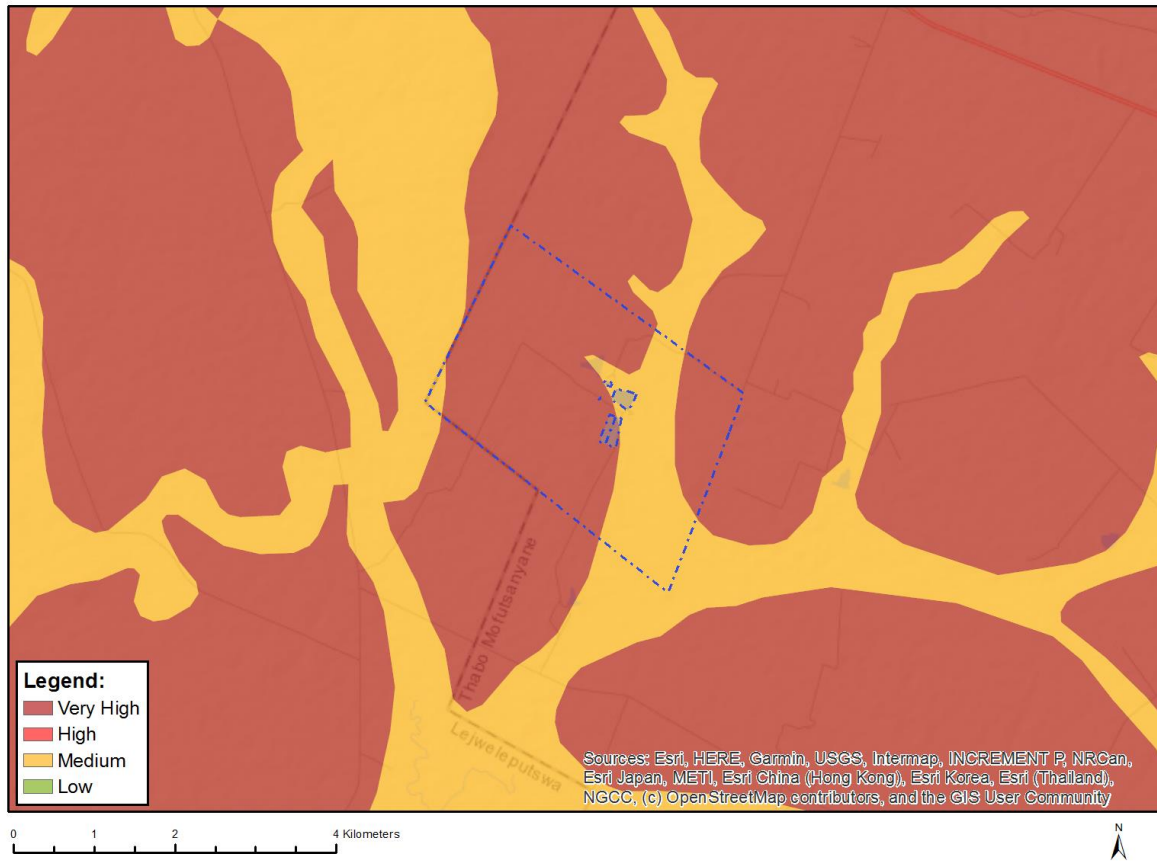 Thabo Mofutsanyane
Lejweleputswa
Legend:
Very High
High
Medium
Low
Sources: Esri, HERE, Garmin, USGS, Intermap, INCREMENT P, NRCan,
Esri Japan, METI, Esri China (Hong Kong), Esri Korea, Esri (Thailand),
NGCC, (c) OpenStreetMap contributors, and the GIS User Community
0 1 2 4 Kilometers
N